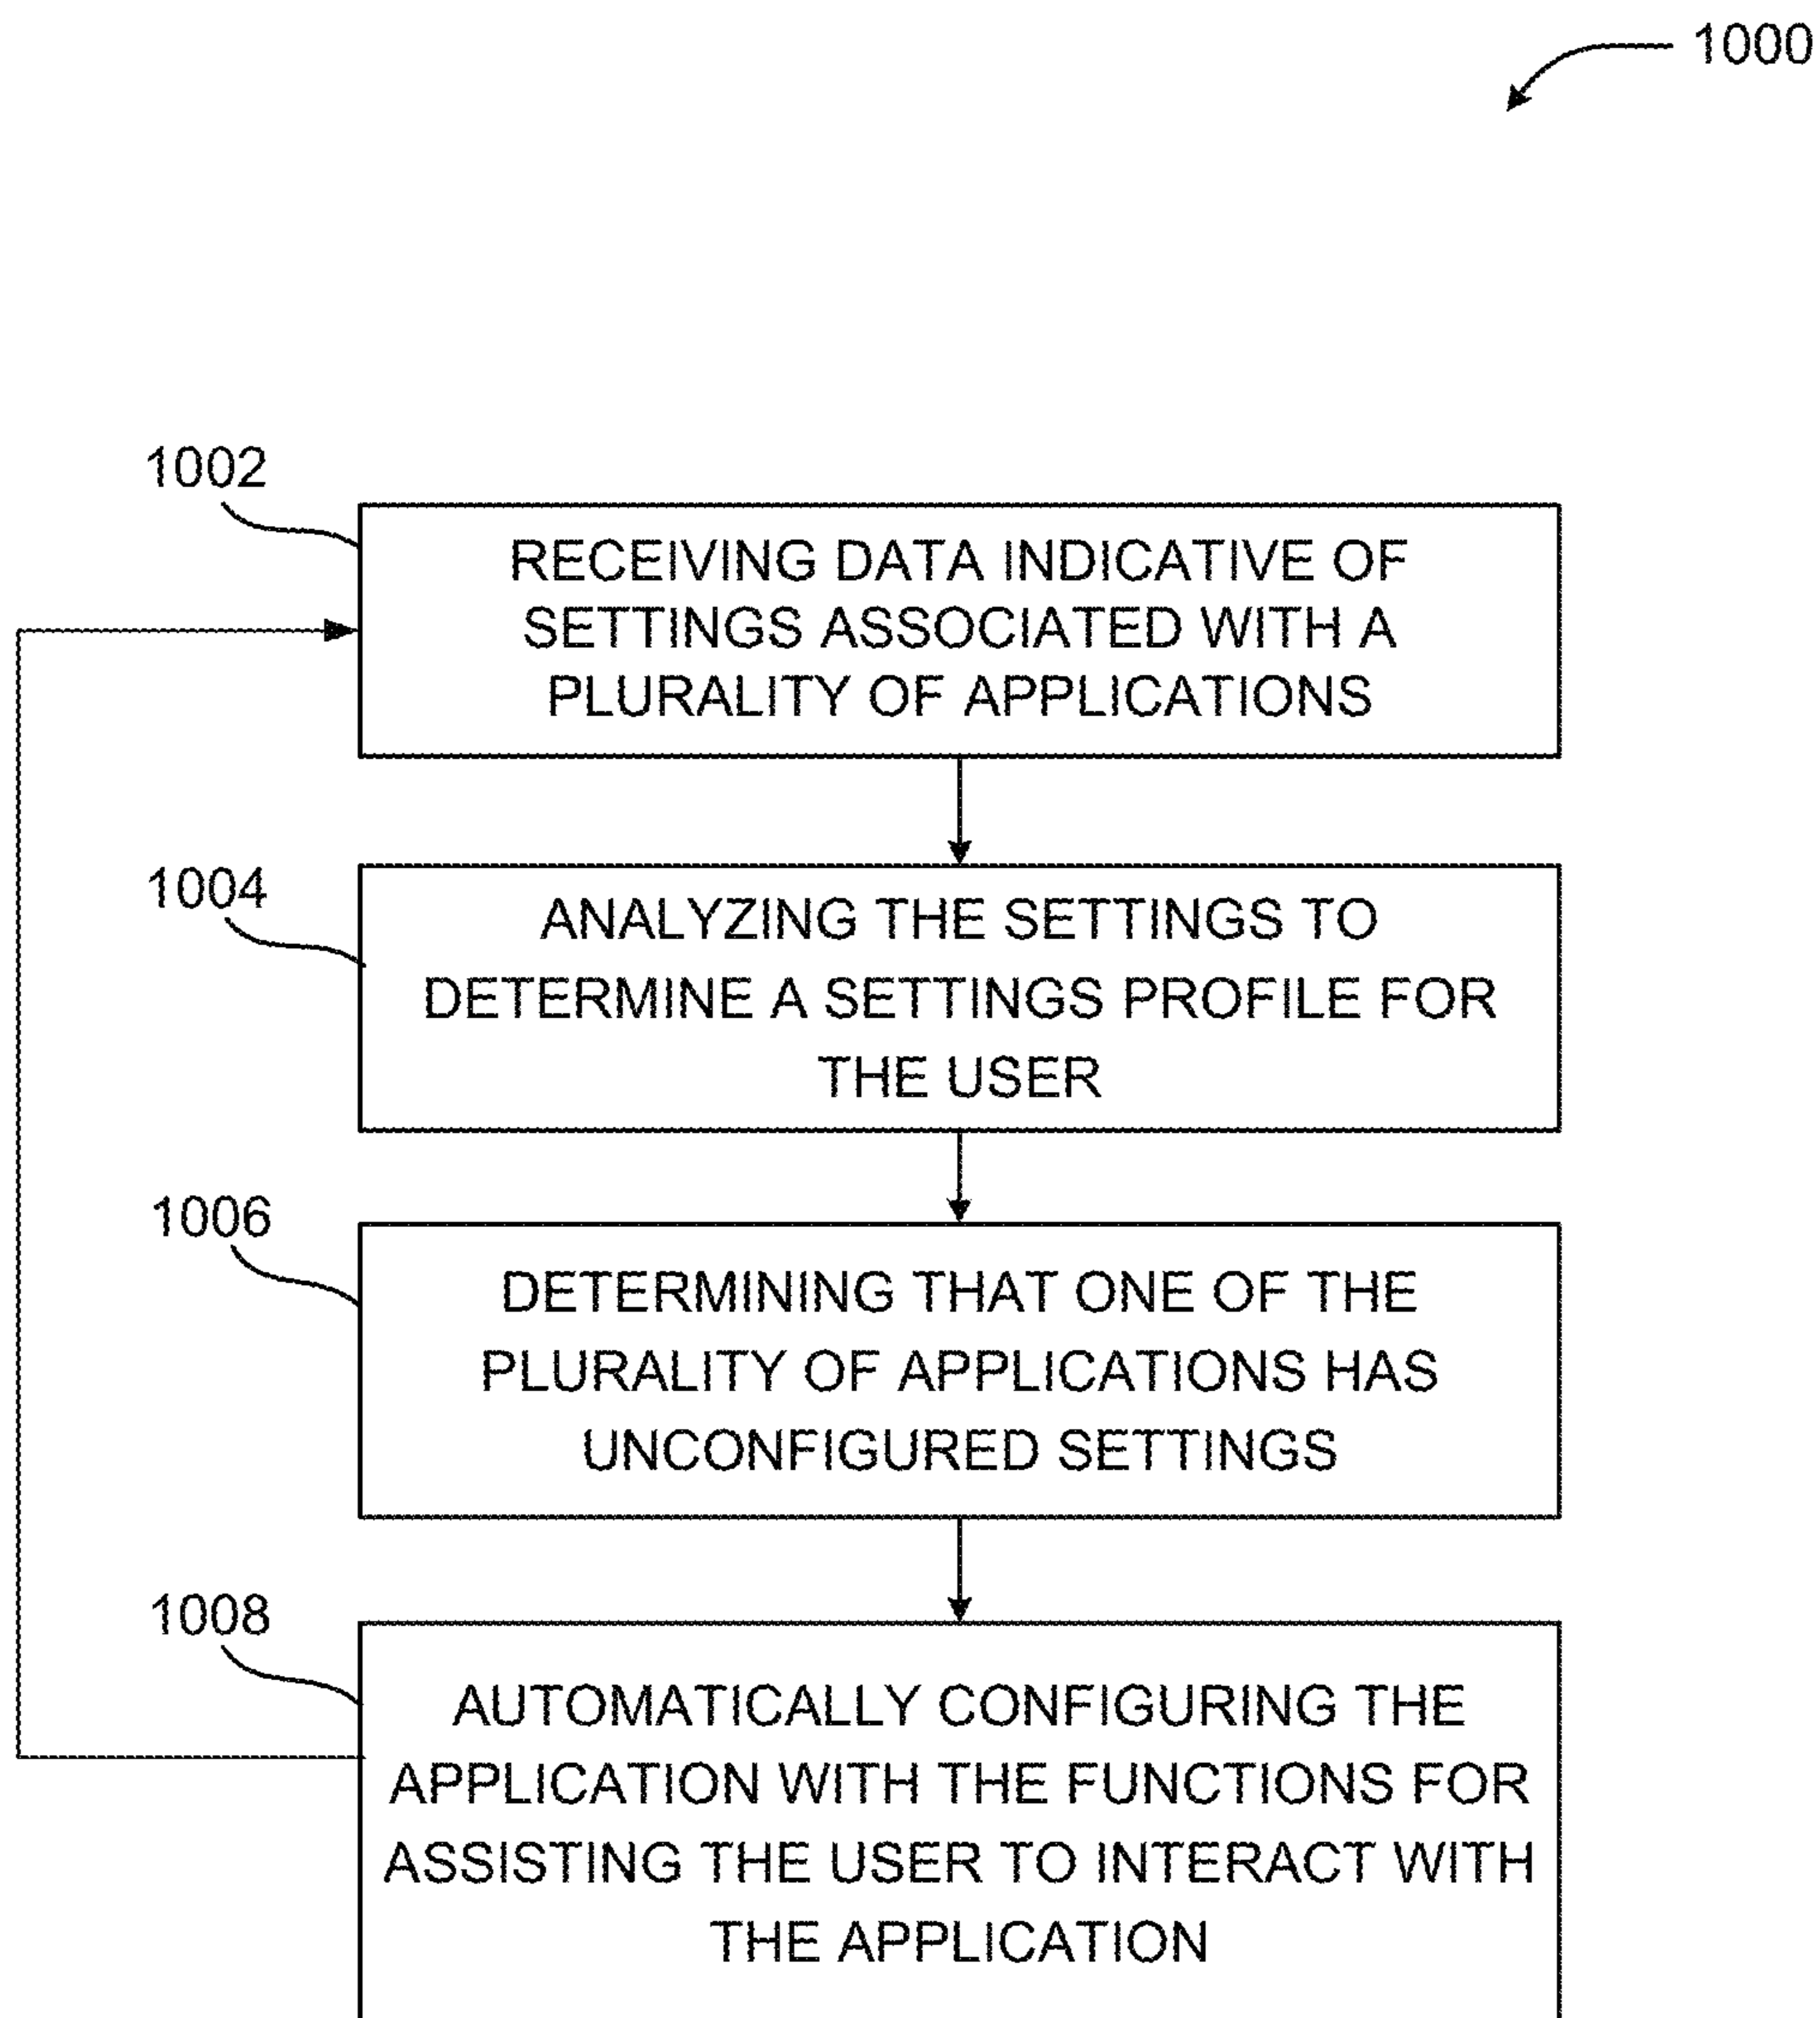 1000
1002
RECEIVING DATA INDICATIVE OF
SETTINGS ASSOCIATED WITH A
PLURALITY OF APPLICATIONS
1004
ANALYZING THE SETTINGS TO
DETERMINE A SETTINGS PROFILE FOR
THE USER
1006
DETERMINING THAT ONE OF THE
PLURALITY OF APPLICATIONS HAS
UNCONFIGURED SETTINGS
1008
AUTOMATICALLY CONFIGURING THE
APPLICATION WITH THE FUNCTIONS FOR
ASSISTING THE USER TO INTERACT WITH
THE APPLICATION